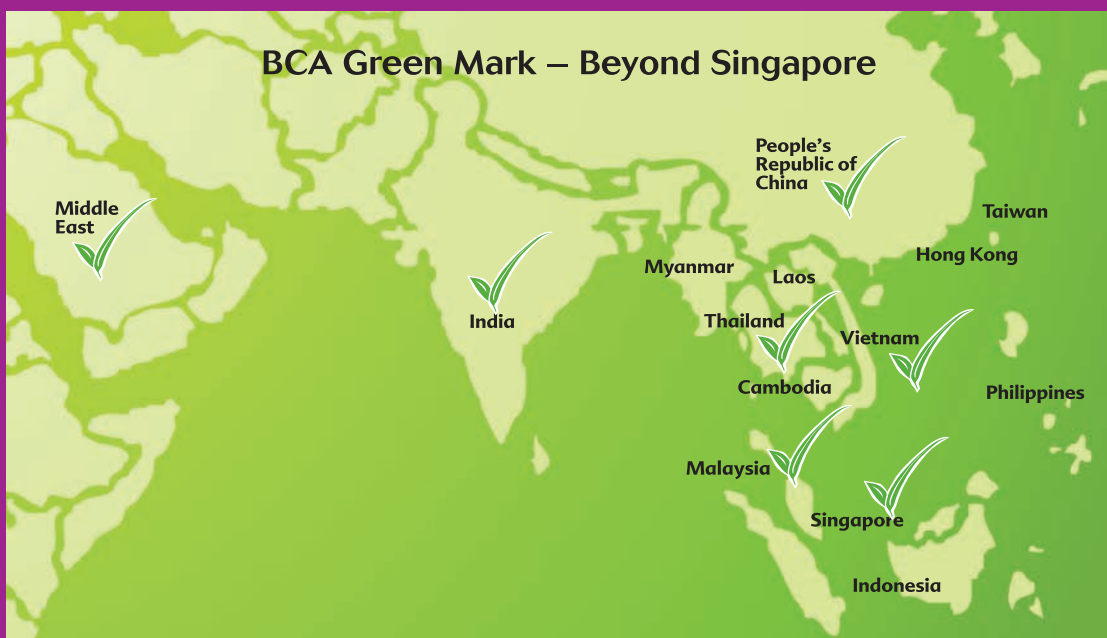 BCA Green Mark – Beyond Singapore
People's
Republic of
China
Middle
East
Taiwan
Hong Kong
Myanmar
Laos
India
Thailand
Vietnam
Cambodia
Philippines
Malaysia
Singapore
Indonesia